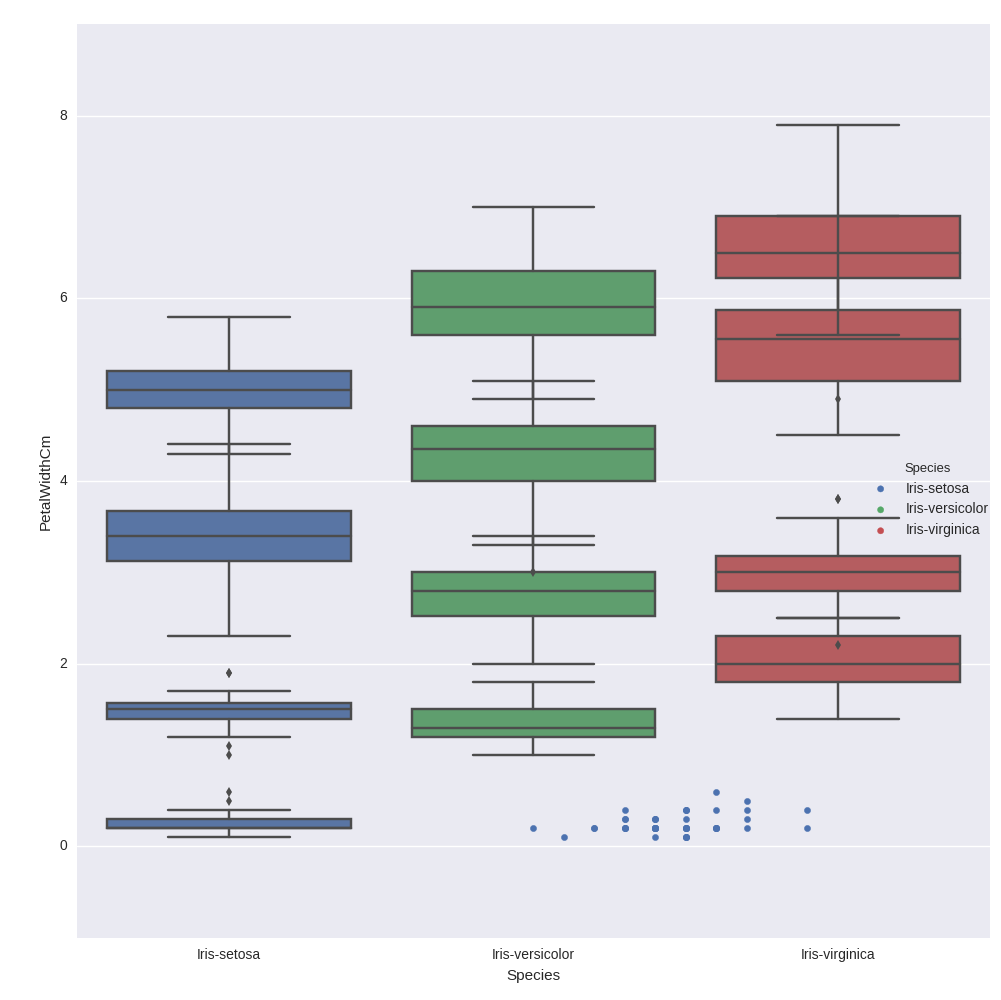 8
6
4
2
0
PetalWidthCm
Species
Iris-setosa
Iris-versicolor
Iris-virginica
Iris-setosa
Iris-versicolor
Iris-virginica
Species